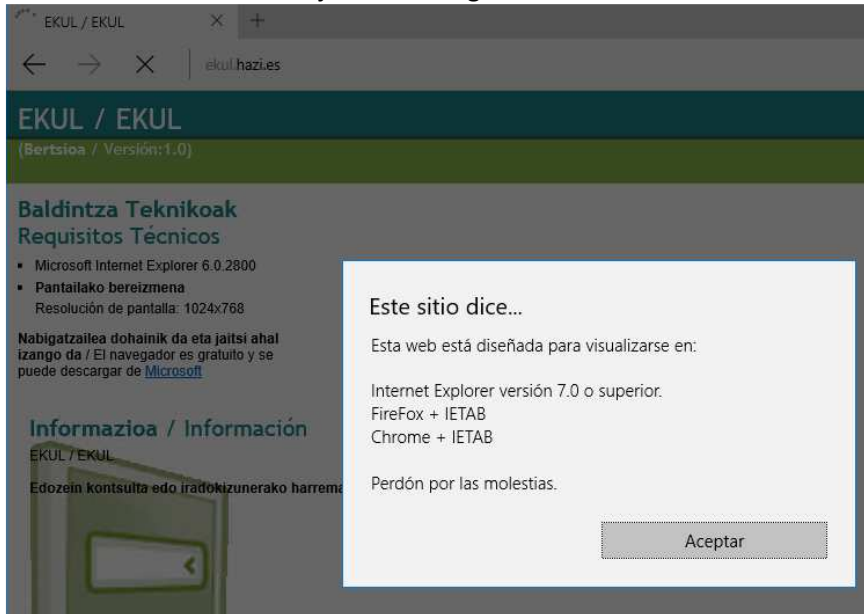 EKUL / EKUL
ekul.hazi.es
EKUL / EKUL
(Bertsioa / Versión:1.0)
Baldintza Teknikoak
Requisitos Técnicos
Microsoft Internet Explorer 6.0.2800
Pantailako bereizmena
Resolución de pantalla: 1024x768
Nabigatzailea dohainik da eta jaitsi ahal
izango da / El navegador es gratuito y se
puede descargar de Microsoft
Informazioa / Información
EKUL / EKUL
Edozein kontsulta edo iradokizunerako
Este sitio dice...
Esta web está diseñada para visualizarse en:
Internet Explorer versión 7.0 o superior.
FireFox + IETAB
Chrome + IETAB
Perdón por las molestias.
Aceptar